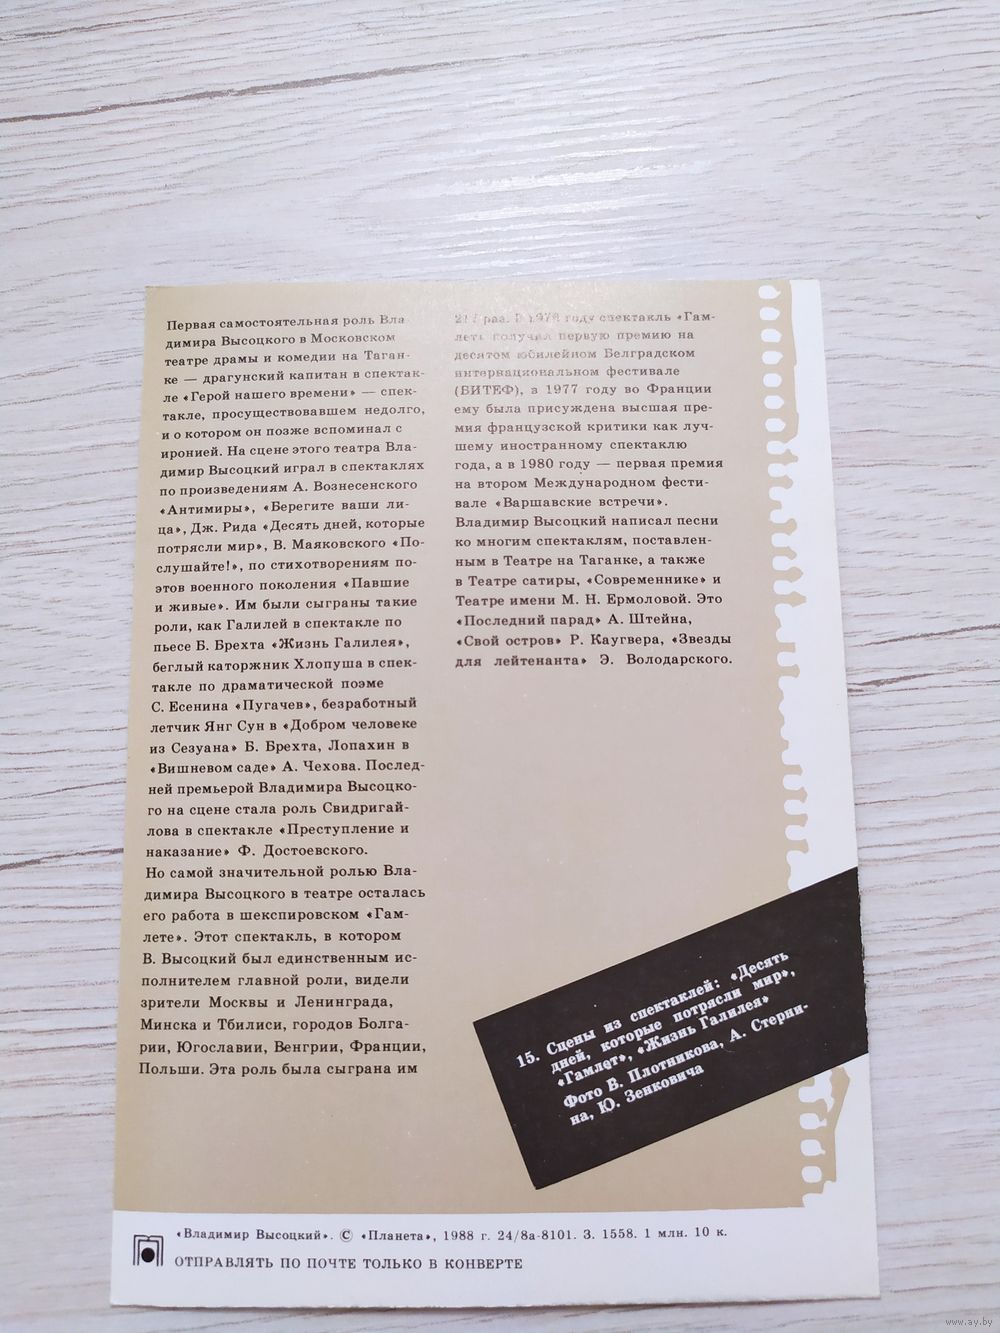 Первая самостоятельная роль Вла-
димира Высоцкого в Московском
театре драмы и комедии на Таган-
ке — драгунский капитан в спектак-
ле «Герой нашего времени» — спек-
такле, просуществовавшем недолго,
и о котором он позже вспоминал с
иронией. На сцене этого театра Вла-
димир Высоцкий играл в спектаклях
по произведениям А. Вознесенского
«Антимиры», «Берегите ваши ли-
ца», Дж. Рида «Десять дней, которые
потрясли мир», В. Маяковского «По-
слушайте!», по стихотворениям по-
этов военного поколения «Павшие
и живые». Им были сыграны такие
роли, как Галилей в спектакле по
пьесе Б. Брехта «Жизнь Галилея»,
беглый каторжник Хлопуша в спек-
такле по драматической поэме
С. Есенина «Пугачев», безработный
летчик Янг Сун в «Добром человеке
из Сезуана» Б. Брехта, Лопахин в
«Вишневом саде» А. Чехова. Послед-
ней премьерой Владимира Высоцко-
го на сцене стала роль Свидригай-
лова в спектакле «Преступление и
наказание» Ф. Достоевского.
Но самой значительной ролью Вла-
димира Высоцкого в театре осталась
его работа в шекспировском «Гам-
лете». Этот спектакль, в котором
В. Высоцкий был единственным ис-
полнителем главной роли, видели
зрители Москвы и Ленинграда,
Минска и Тбилиси, городов Болга-
рии, Югославии, Венгрии, Франции,
Польши. Эта роль была сыграна им
раз. В году спектакль «Гам-
лет» получил первую премию на
десятом юбилейном Белградском
интернациональном фестивале
(БИТЕФ), в 1977 году во Франции
ему была присуждена высшая пре-
мия французской критики как луч-
шему иностранному спектаклю
года, а в 1980 году — первая премия
на втором Международном фести-
вале «Варшавские встречи».
Владимир Высоцкий написал песни
ко многим спектаклям, поставлен-
ным в Театре на Таганке, а также
в Театре сатиры, «Современнике» и
Театре имени М. Н. Ермоловой. Это
«Последний парад» А. Штейна,
«Свой остров» Р. Каугвера, «Звезды
для лейтенанта» Э. Володарского.
15. Сцены из спектаклей: «Десять
дней, которые потрясли мир»,
«Гамлет», «Жизнь Галилея»
Фото В. Плотникова, А. Стерни-
на, Ю. Зенковича
«Владимир Высоцкий». © «Планета», 1988 г. 24/8а-8101. З. 1558. 1 млн. 10 к.
ОТПРАВЛЯТЬ ПО ПОЧТЕ ТОЛЬКО В КОНВЕРТЕ
www.ay.by